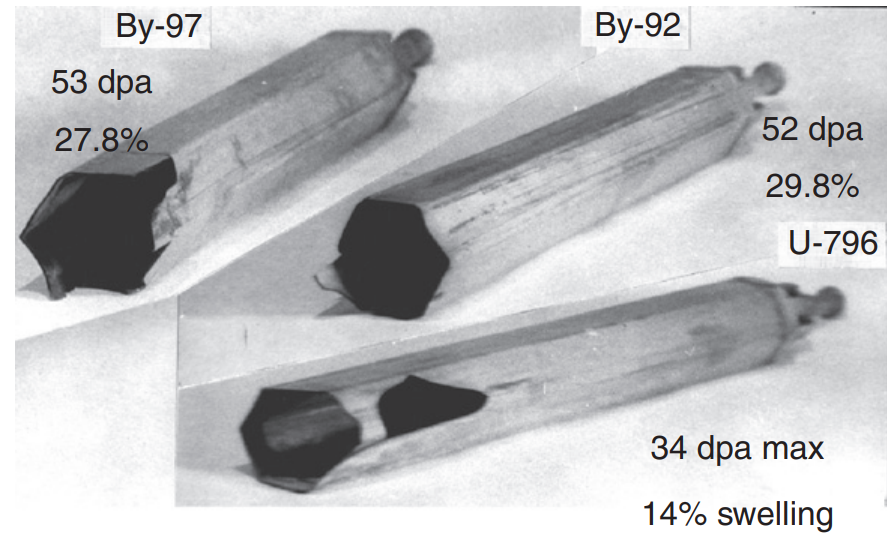 By-97
53 dpa
27.8%
By-92
52 dpa
29.8%
U-796
34 dpa max
14% swelling